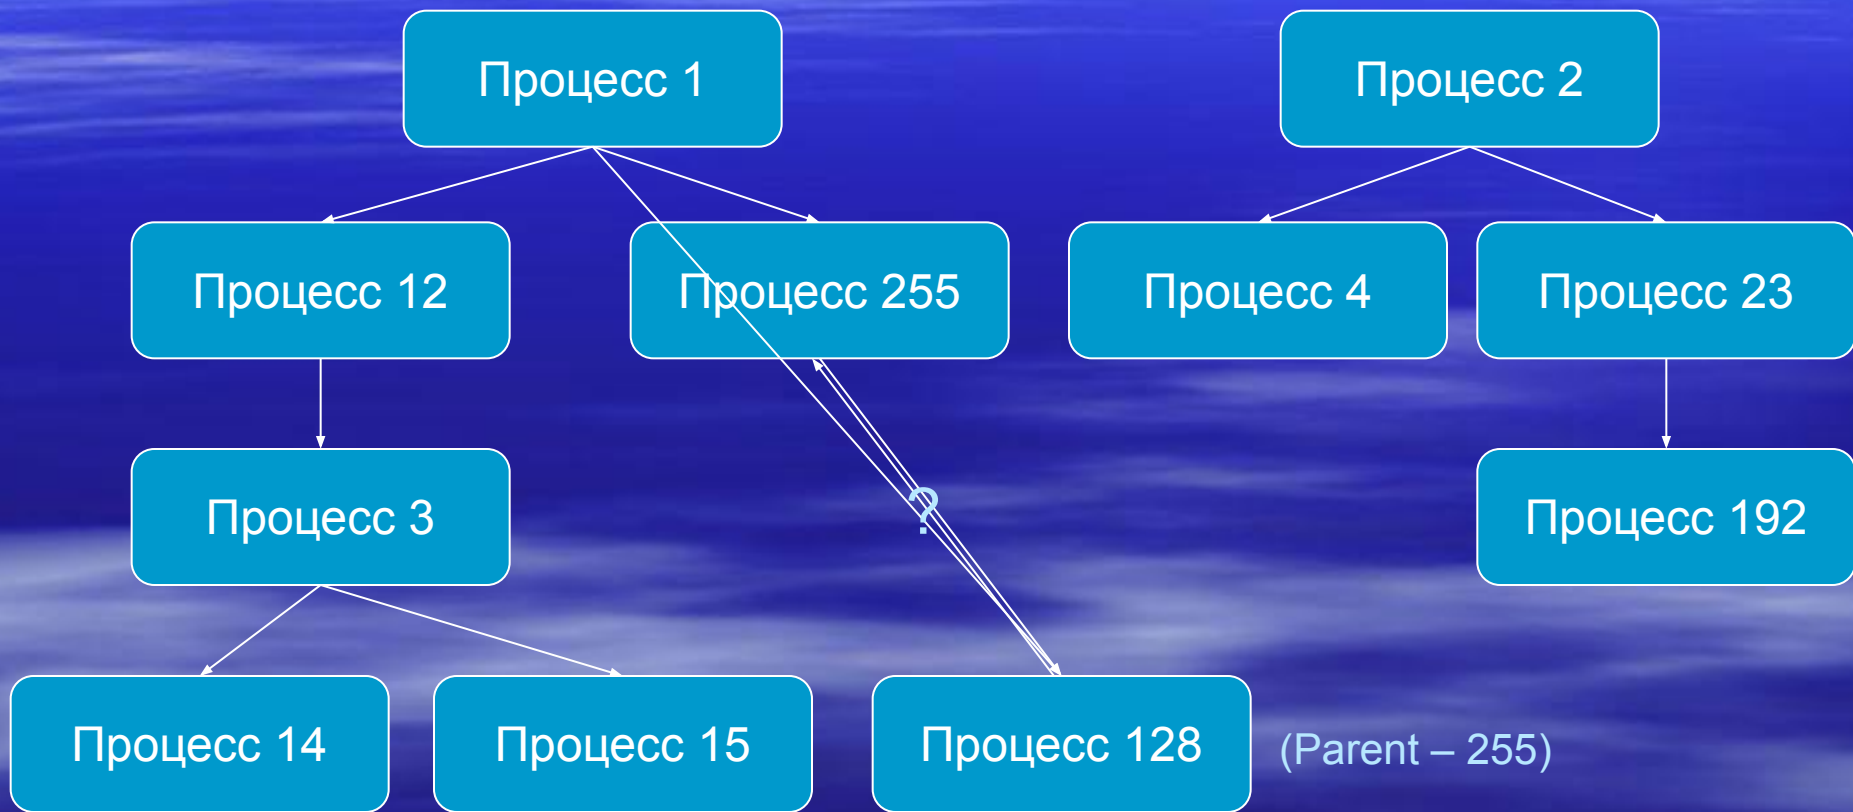 Процесс 1
Процесс 2
Процесс 12
Процесс 255
Процесс 4
Процесс 23
?
Процесс 3
Процесс 192
Процесс 14
Процесс 15
Процесс 128
(Parent – 255)